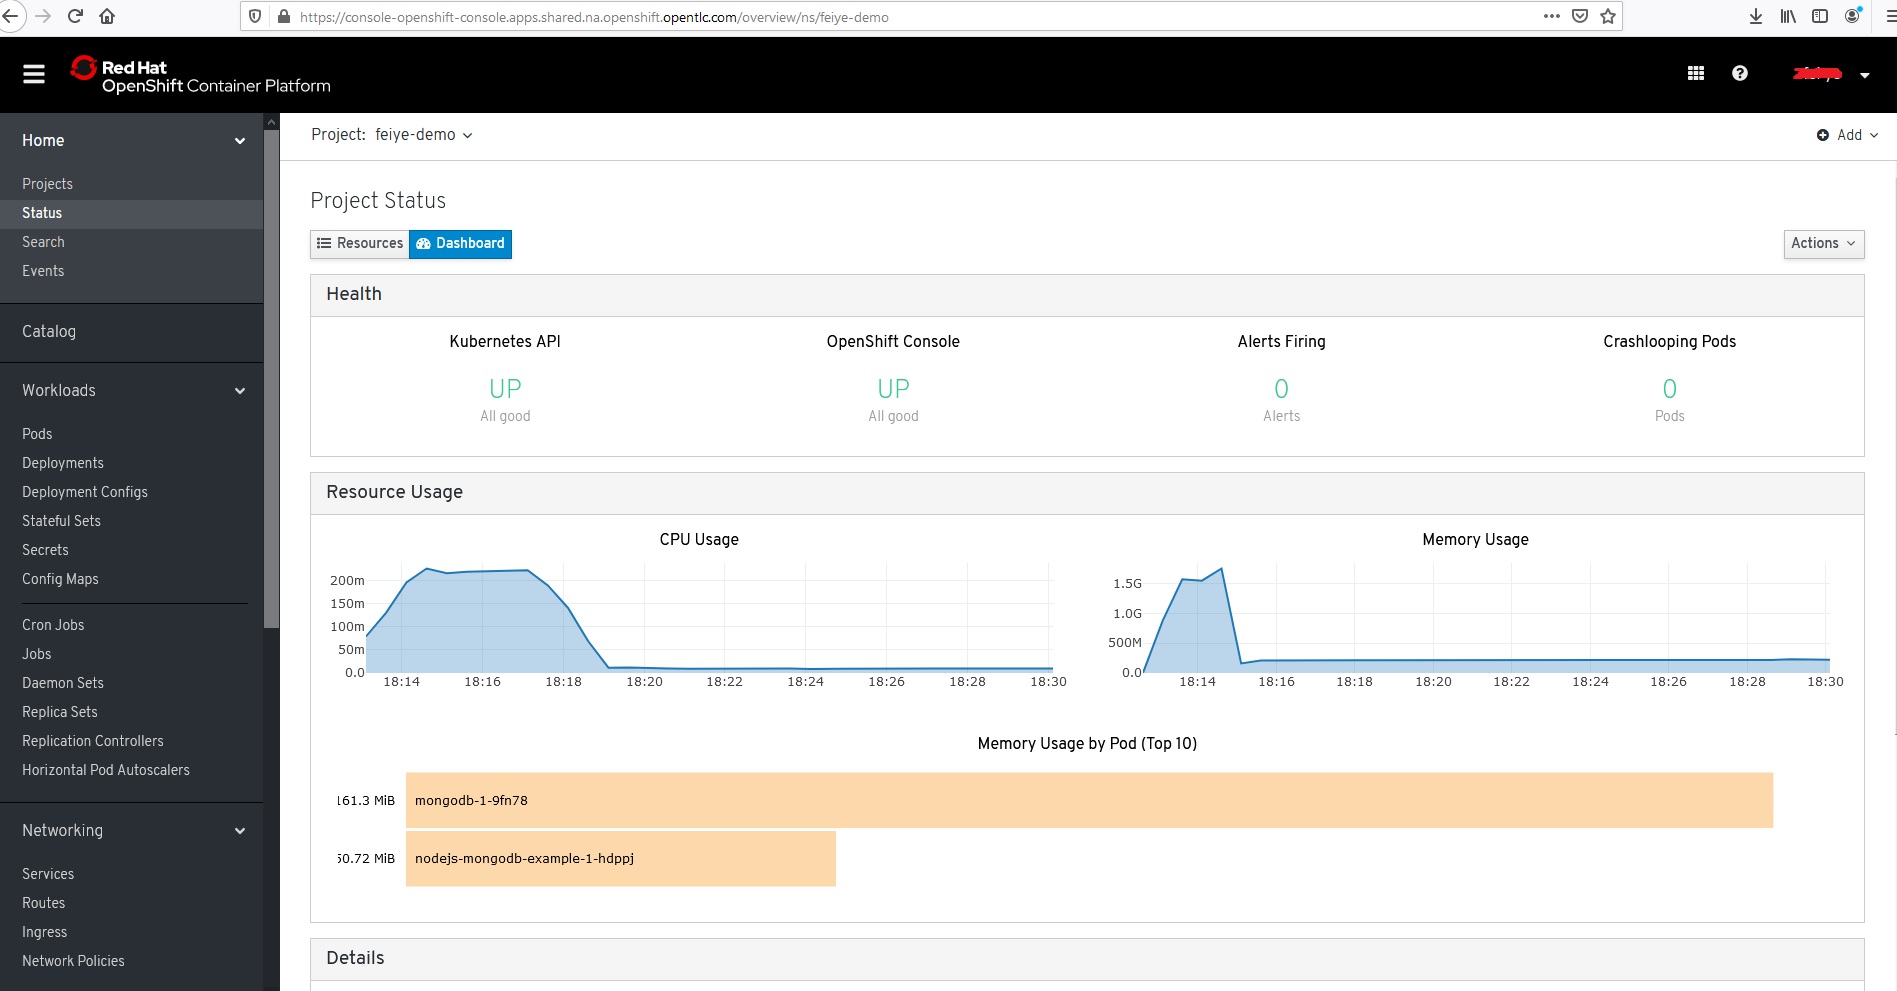 https://console-openshift-console.apps.shared.na.openshift.opentlc.com/overview/ns/feiye-demo
Red Hat
OpenShift Container Platform
Home
Projects
Status
Search
Events
Catalog
Workloads
Pods
Deployments
Deployment Configs
Stateful Sets
Secrets
Config Maps
Cron Jobs
Jobs
Daemon Sets
Replica Sets
Replication Controllers
Horizontal Pod Autoscalers
Networking
Services
Routes
Ingress
Network Policies
Project: feiye-demo
Add
Project Status
Resources Dashboard
Actions
Health
Kubernetes API
UP
All good
OpenShift Console
UP
All good
Alerts Firing
0
Alerts
Crashlooping Pods
0
Pods
Resource Usage
CPU Usage
200m
150m
100m
50m
0.0
18:14 18:16 18:18 18:20 18:22 18:24 18:26 18:28 18:30
Memory Usage
1.5G
1.0G
500M
0.0
18:14 18:16 18:18 18:20 18:22 18:24 18:26 18:28 18:30
Memory Usage by Pod (Top 10)
161.3 MiB mongodb-1-9fn78
50.72 MiB nodejs-mongodb-example-1-hdppj
Details